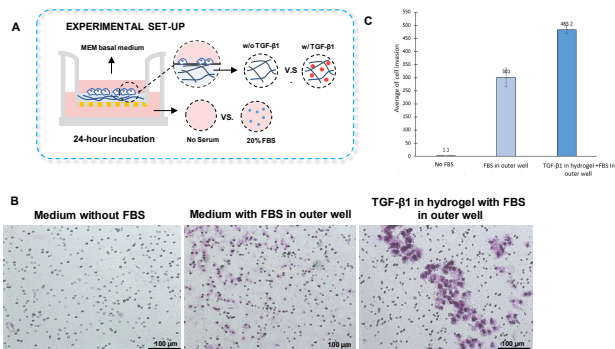 A
EXPERIMENTAL SET-UP
MEM basal medium
w/o TGF-β1
w/ TGF-β1
V.S
.
VS.
No Serum
20% FBS
24-hour incubation
C
Average of cell invasion
550
500
450
400
350
300
250
200
150
100
50
0
1.1
301
483.2
No FBS
FBS in outer well
TGF-β1 in hydrogel +FBS in
outer well
B
Medium without FBS
Medium with FBS in outer well
TGF-β1 in hydrogel with FBS
in outer well
100 µm
100 µm
100 µm